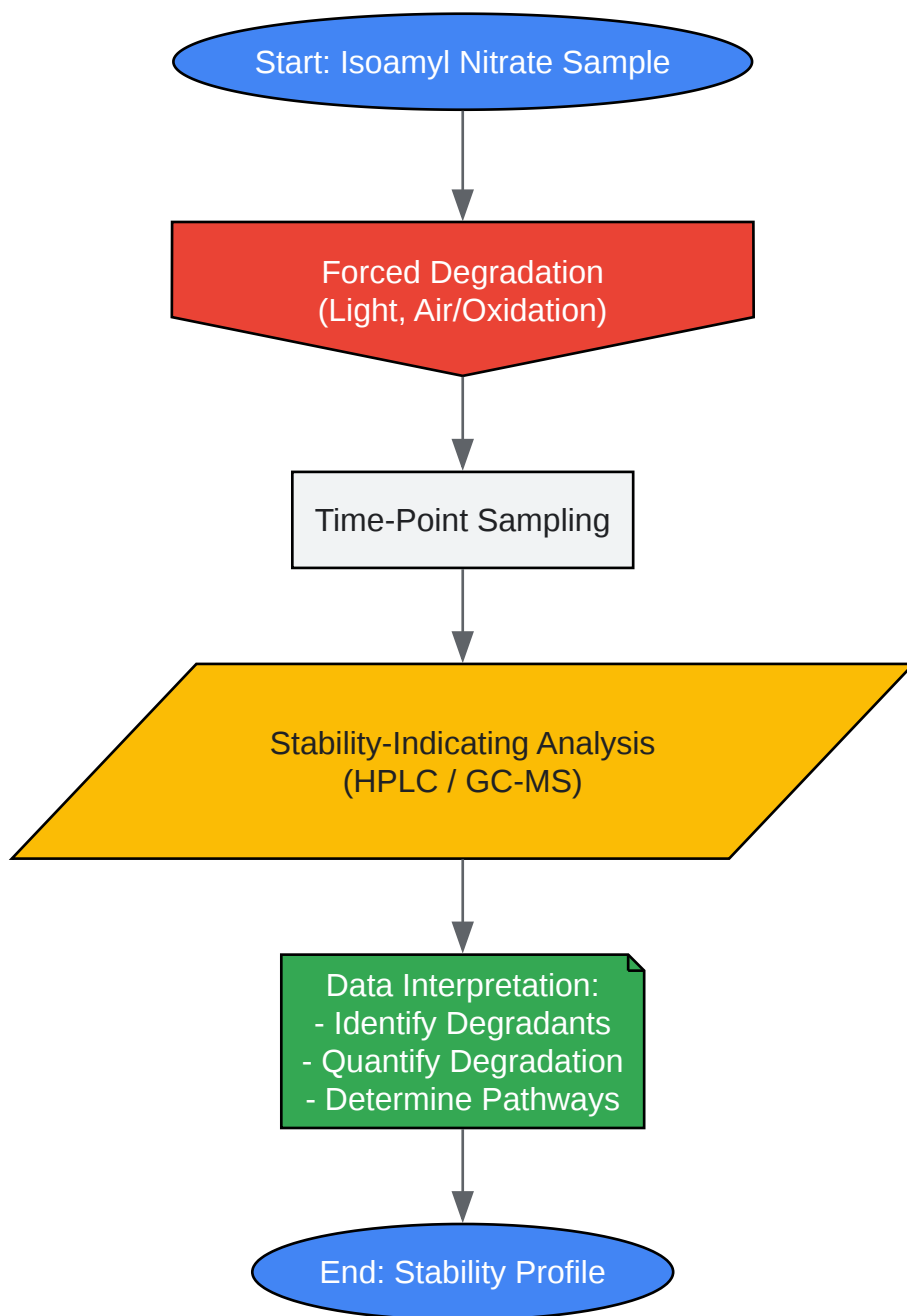 Start: Isoamyl Nitrate Sample
Forced Degradation
(Light, Air/Oxidation)
Time-Point Sampling
Stability-Indicating Analysis
(HPLC / GC-MS)
Data Interpretation:
- Identify Degradants
- Quantify Degradation
- Determine Pathways
End: Stability Profile